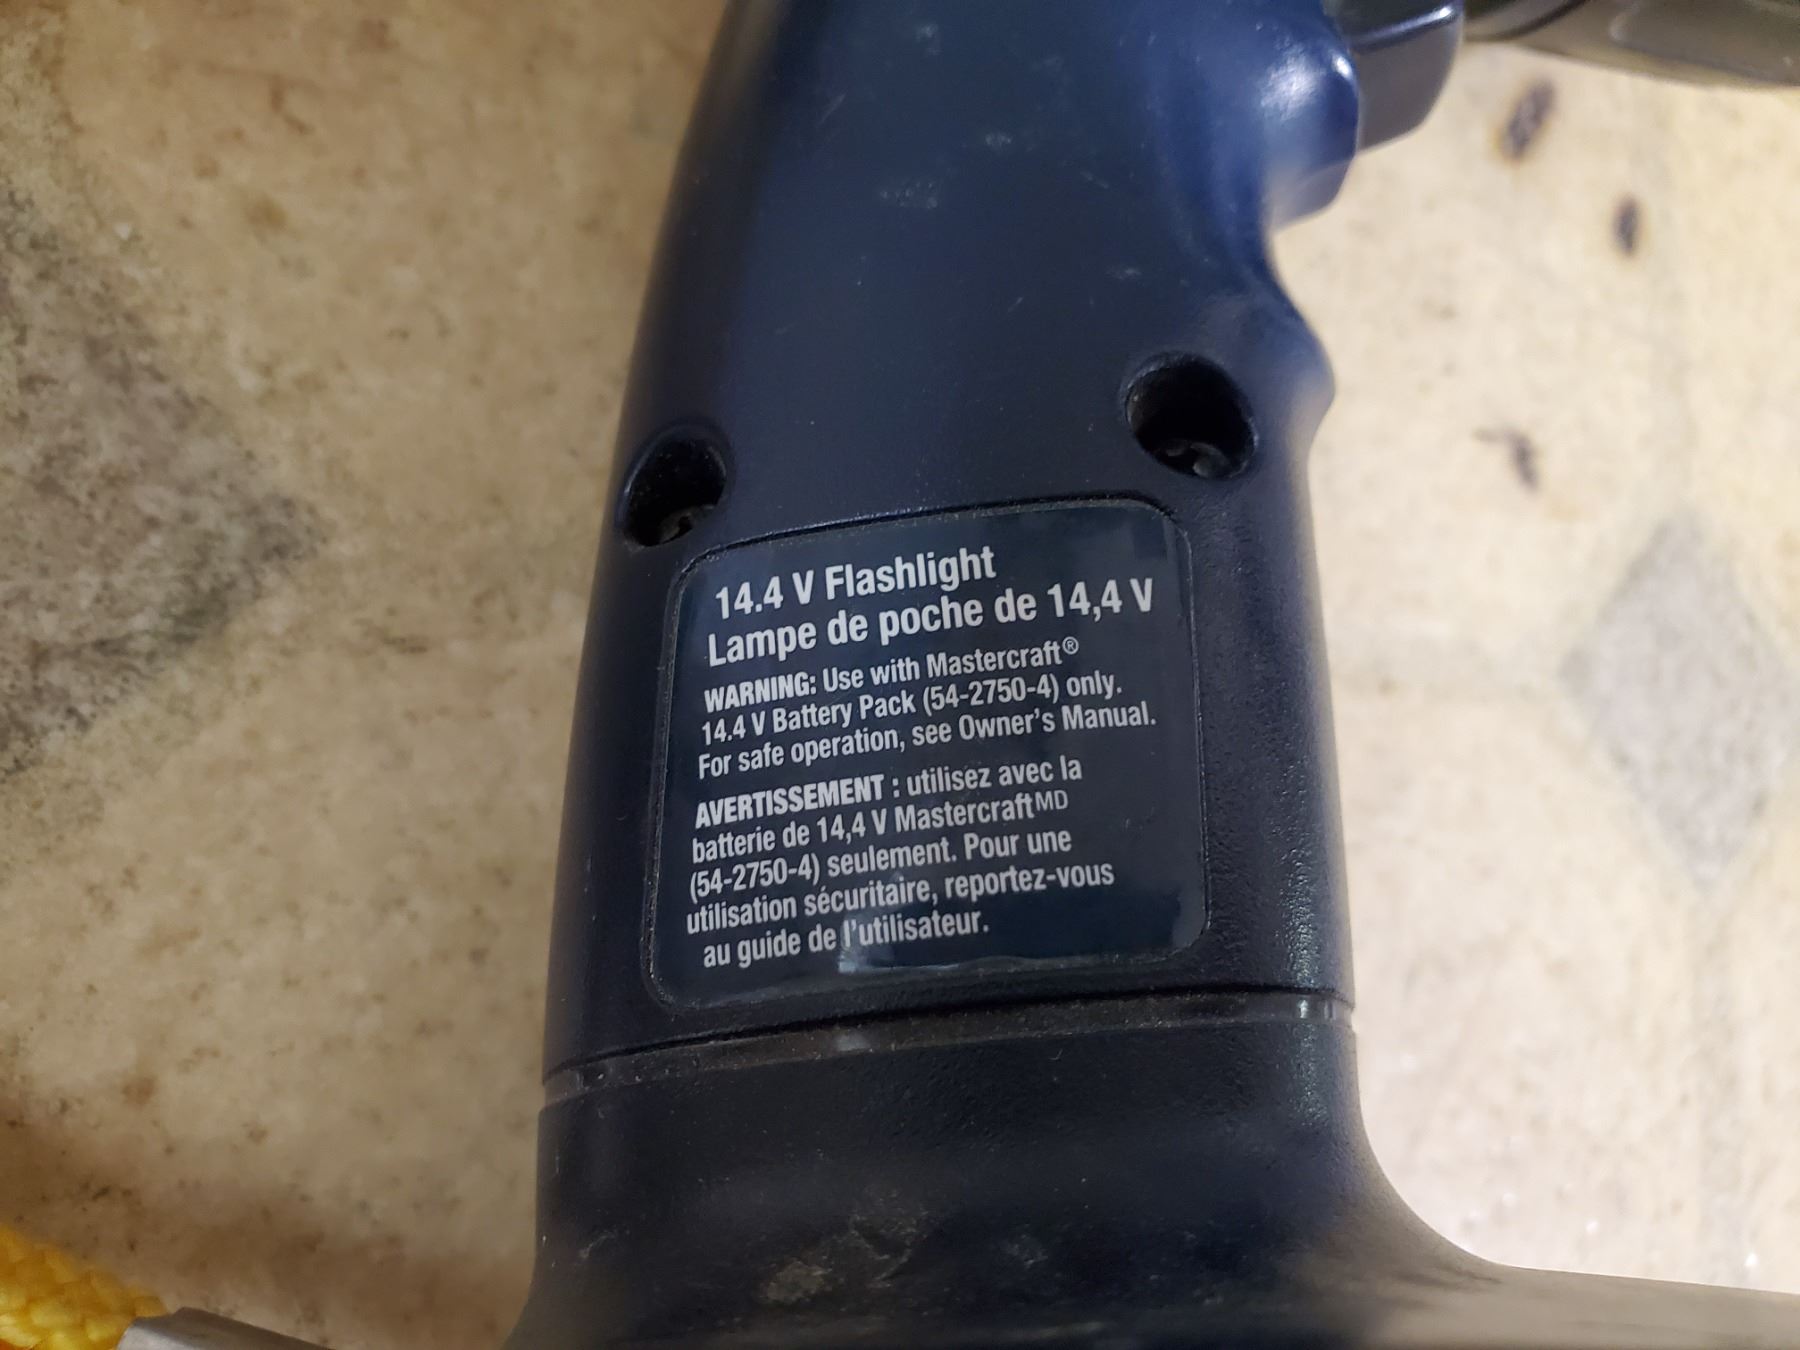 14.4 V Flashlight
Lampe de poche de 14,4 V
WARNING: Use with Mastercraft®
14.4 V Battery Pack (54-2750-4) only.
For safe operation, see Owner's Manual.
AVERTISSEMENT : utilisez avec la
batterie de 14,4 V Mastercraft MD
(54-2750-4) seulement. Pour une
utilisation sécuritaire, reportez-vous
au guide de l'utilisateur.